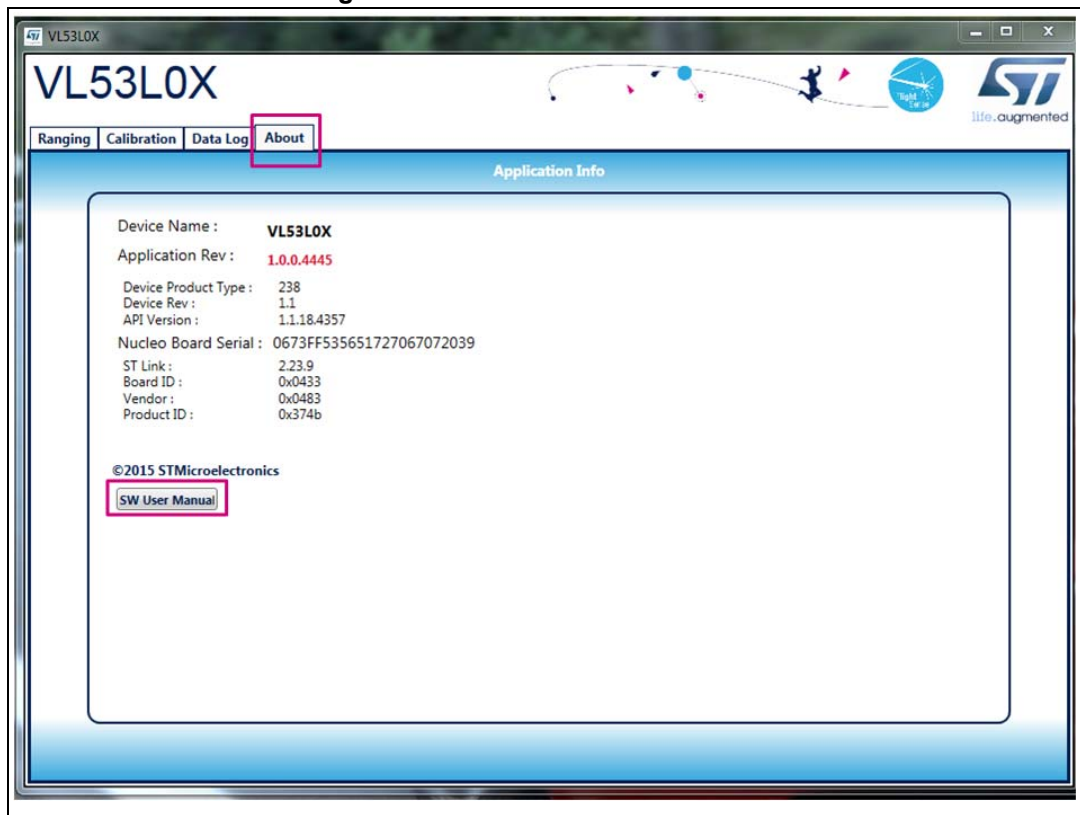 VL53L0X
VL53L0X
Flight Sense
life.augmented
Ranging Calibration Data Log About
Application Info
Device Name : VL53L0X
Application Rev : 1.0.0.4445
Device Product Type : 238
Device Rev : 1.1
API Version : 1.1.18.4357
Nucleo Board Serial : 0673FF535651727067072039
ST Link : 2.23.9
Board ID : 0x0433
Vendor : 0x0483
Product ID : 0x374b
©2015 STMicroelectronics
SW User Manual